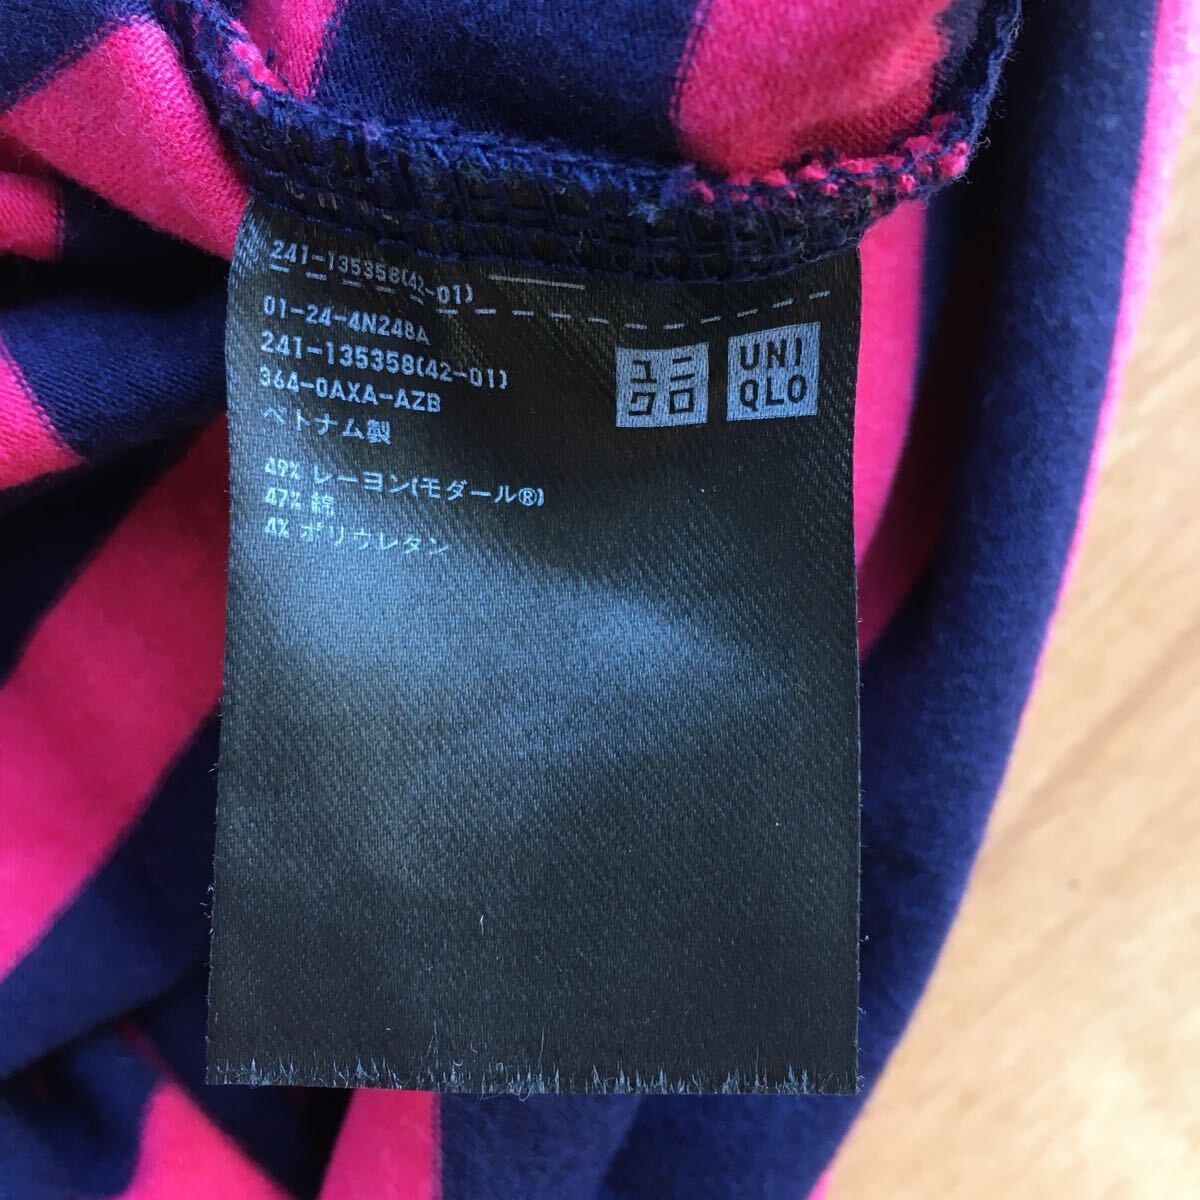 241-135358(42-01)
01-24-4N248A
241-135358(42-01)
364-0AXA-AZB
ベトナム製
49% レーヨン(モダール®)
47% 綿
4% ポリウレタン
ユニ
クロ
UNI
QLO